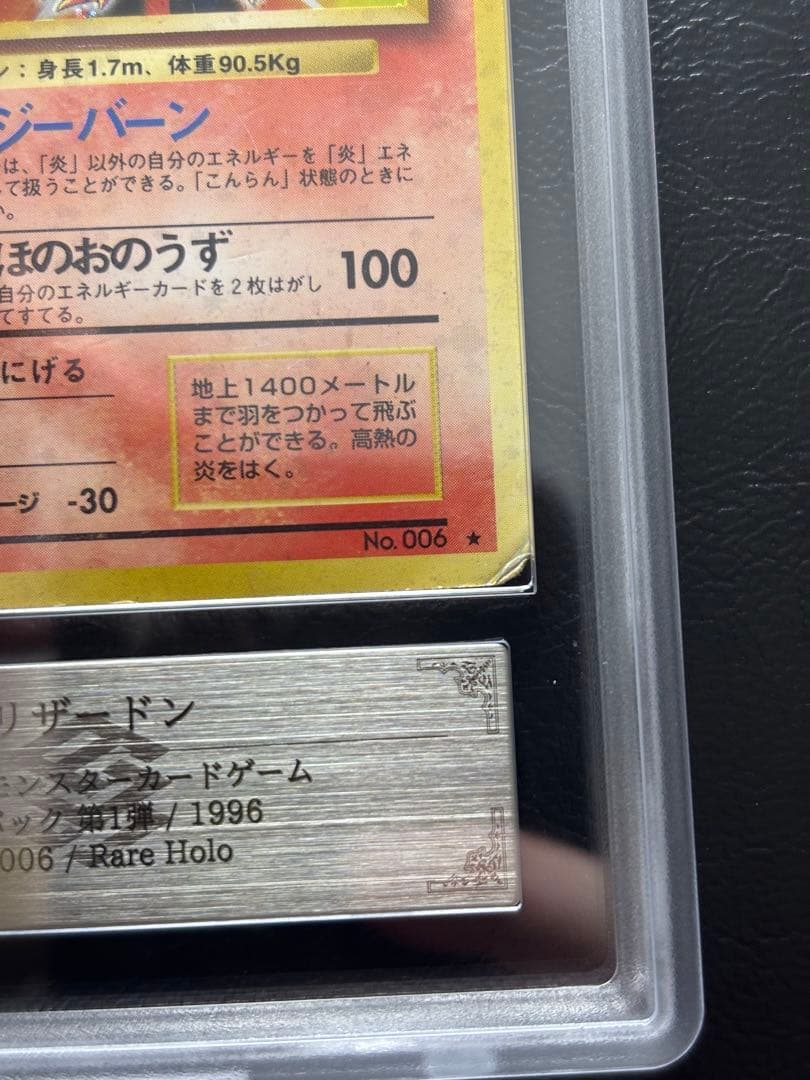 ン：身長1.7m、体重90.5Kg
ジーバーン
は、「炎」以外の自分のエネルギーを「炎」エネ
して扱うことができる。「こんらん」状態のときに
い。
ほのおのうず 100
自分のエネルギーカードを2枚はがし
てすてる。
にげる
地上1400メートル
まで羽をつかって飛ぶ
ことができる。高熱の
炎をはく。
ージ -30
No.006 ★
リザードン
モンスターカードゲーム
パック 第1弾 / 1996
006 / Rare Holo